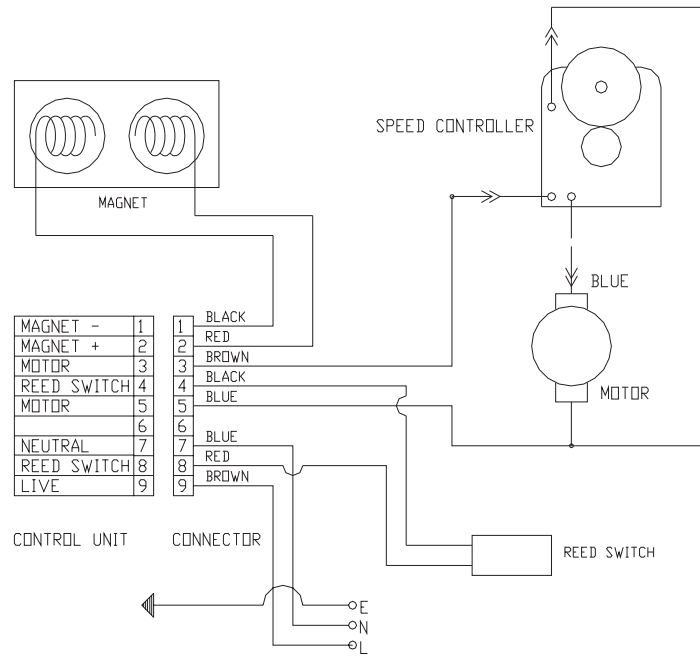 SPEED CONTROLLER
MAGNET
BLUE
MOTOR
MAGNET - 1 1 BLACK
MAGNET + 2 2 RED
MOTOR 3 3 BROWN
REED SWITCH 4 4 BLACK
MOTOR 5 5 BLUE
6 6
NEUTRAL 7 7 BLUE
REED SWITCH 8 8 RED
LIVE 9 9 BROWN
CONTROL UNIT CONNECTOR
REED SWITCH
E
N
L